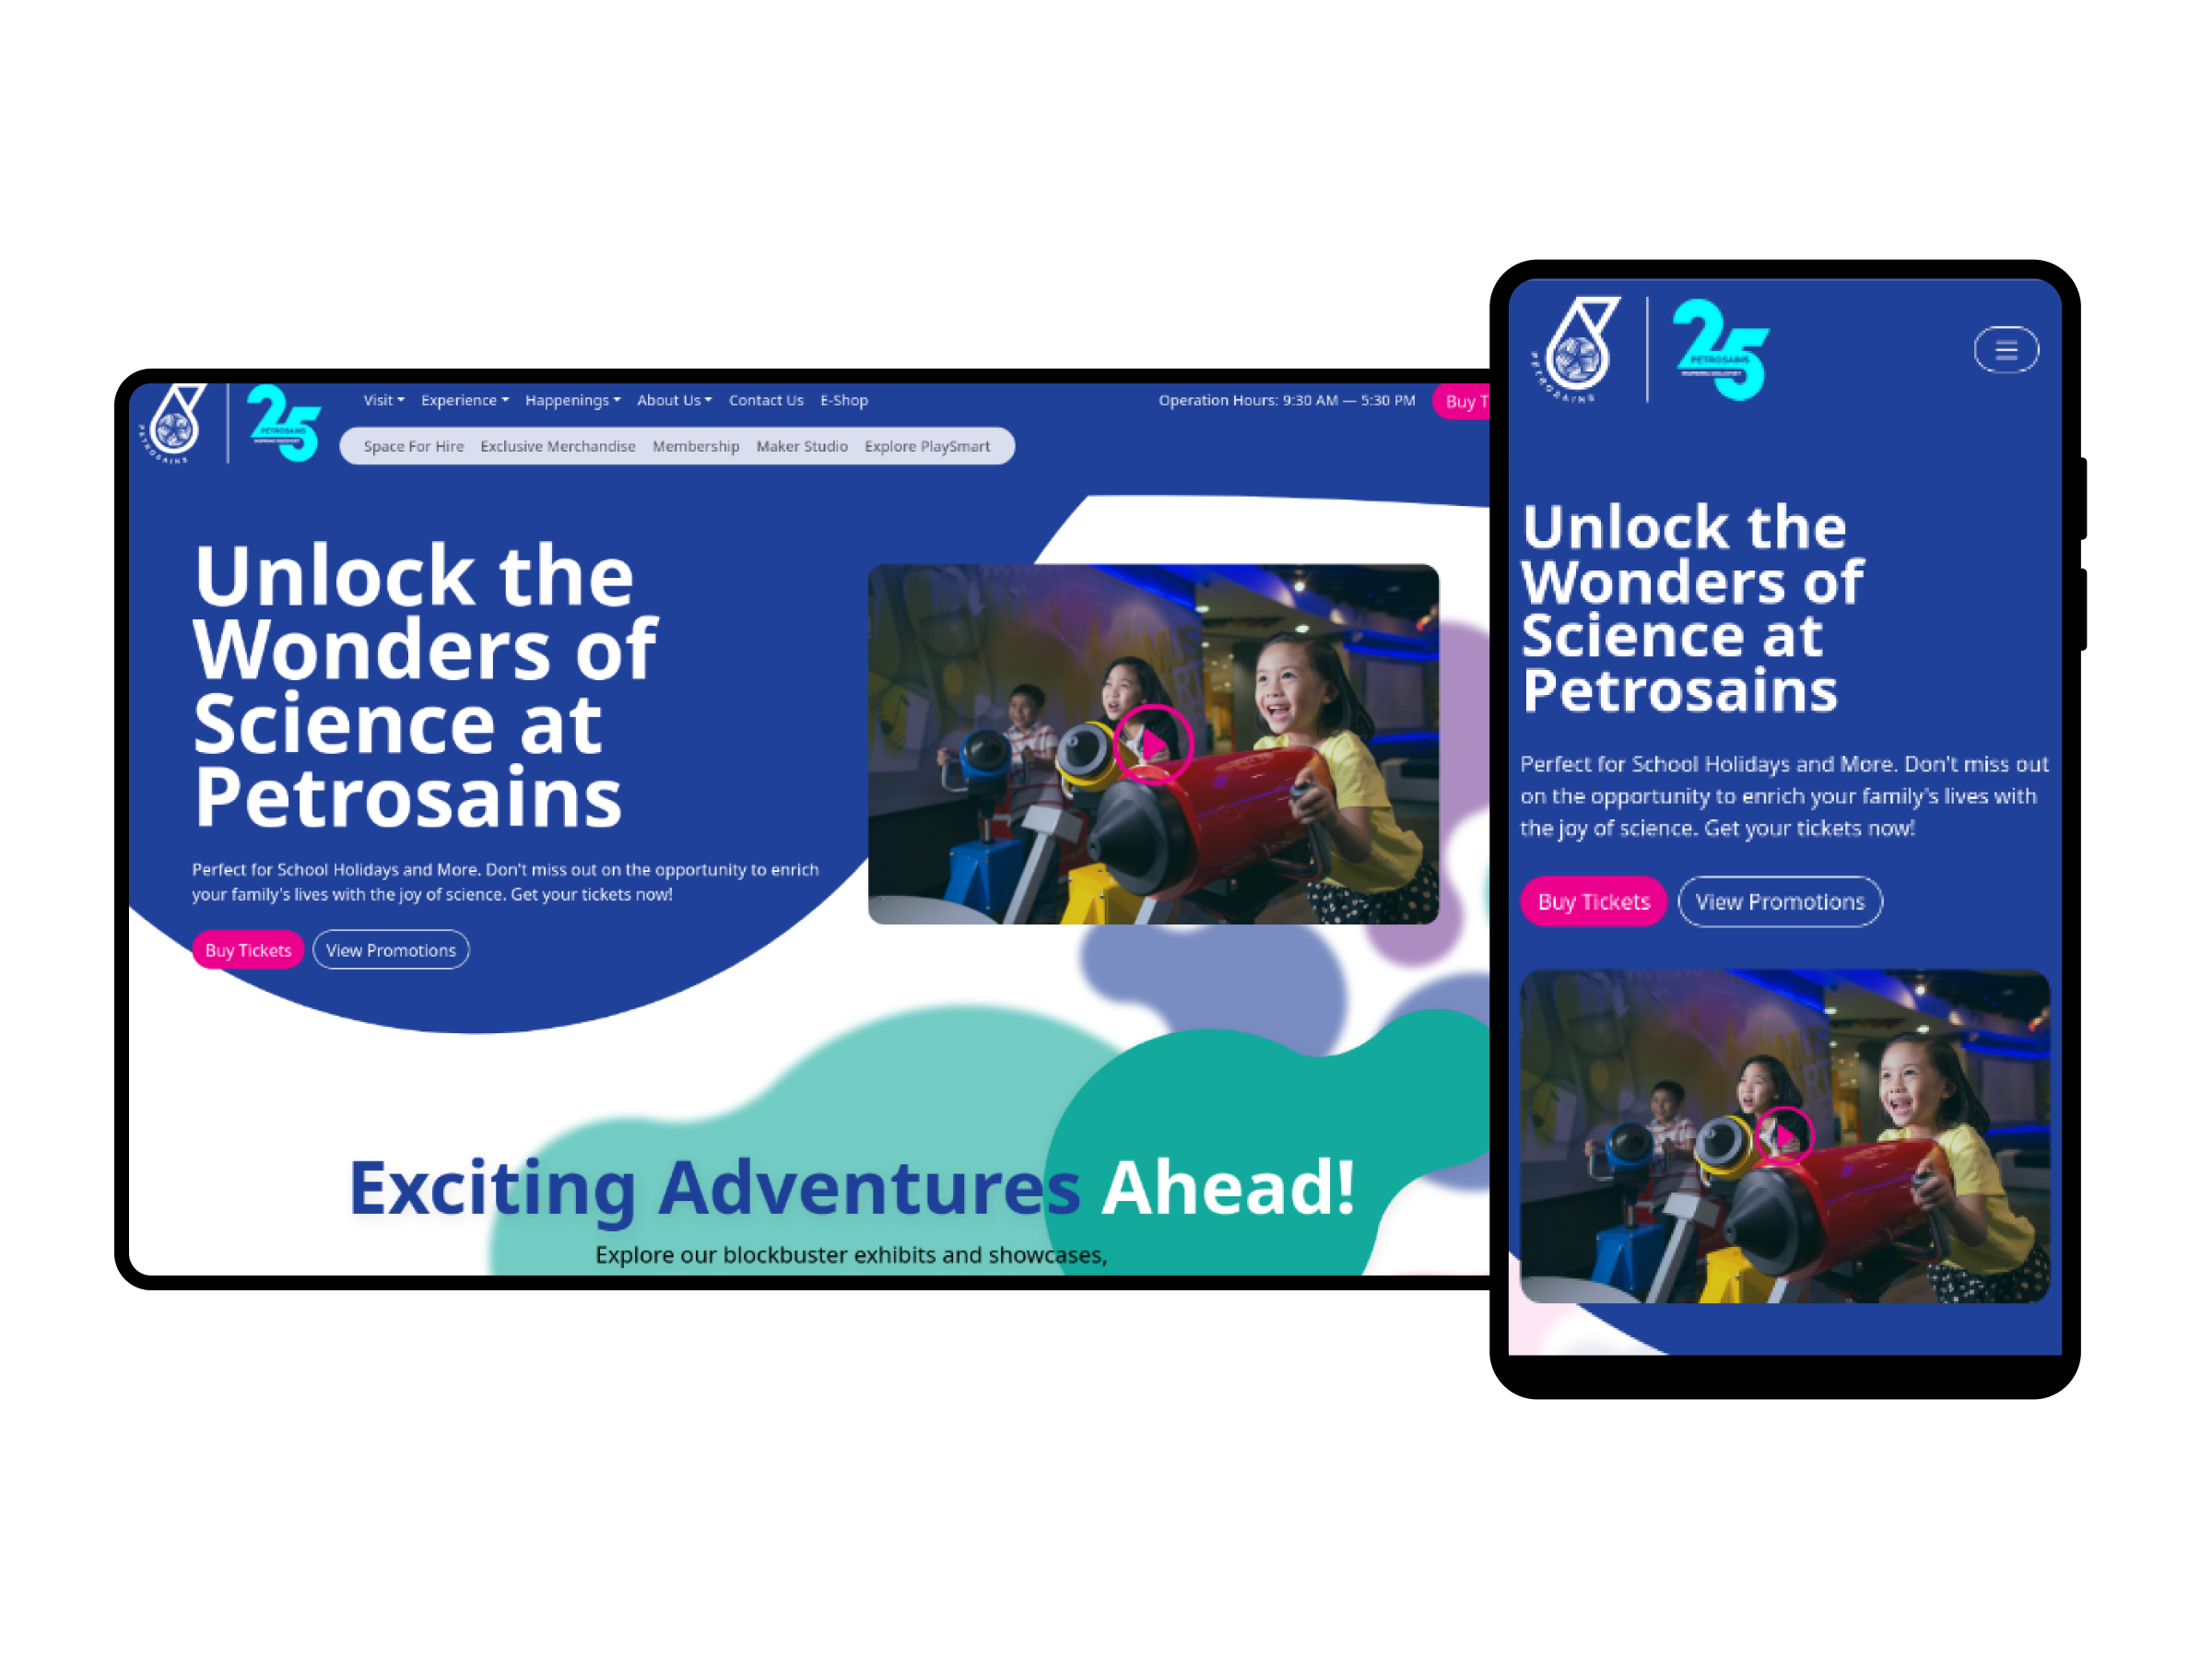 PETROSAINS
25
PETROSAINS
Visit Experience Happenings About Us Contact Us E-Shop
Operation Hours: 9:30 AM — 5:30 PM
Buy T
Space For Hire Exclusive Merchandise Membership Maker Studio Explore PlaySmart
Unlock the
Wonders of
Science at
Petrosains
Perfect for School Holidays and More. Don't miss out on the opportunity to enrich
your family's lives with the joy of science. Get your tickets now!
Buy Tickets View Promotions
Exciting Adventures Ahead!
Explore our blockbuster exhibits and showcases,
PETROSAINS
25
PETROSAINS
Unlock the
Wonders of
Science at
Petrosains
Perfect for School Holidays and More. Don't miss out
on the opportunity to enrich your family's lives with
the joy of science. Get your tickets now!
Buy Tickets View Promotions